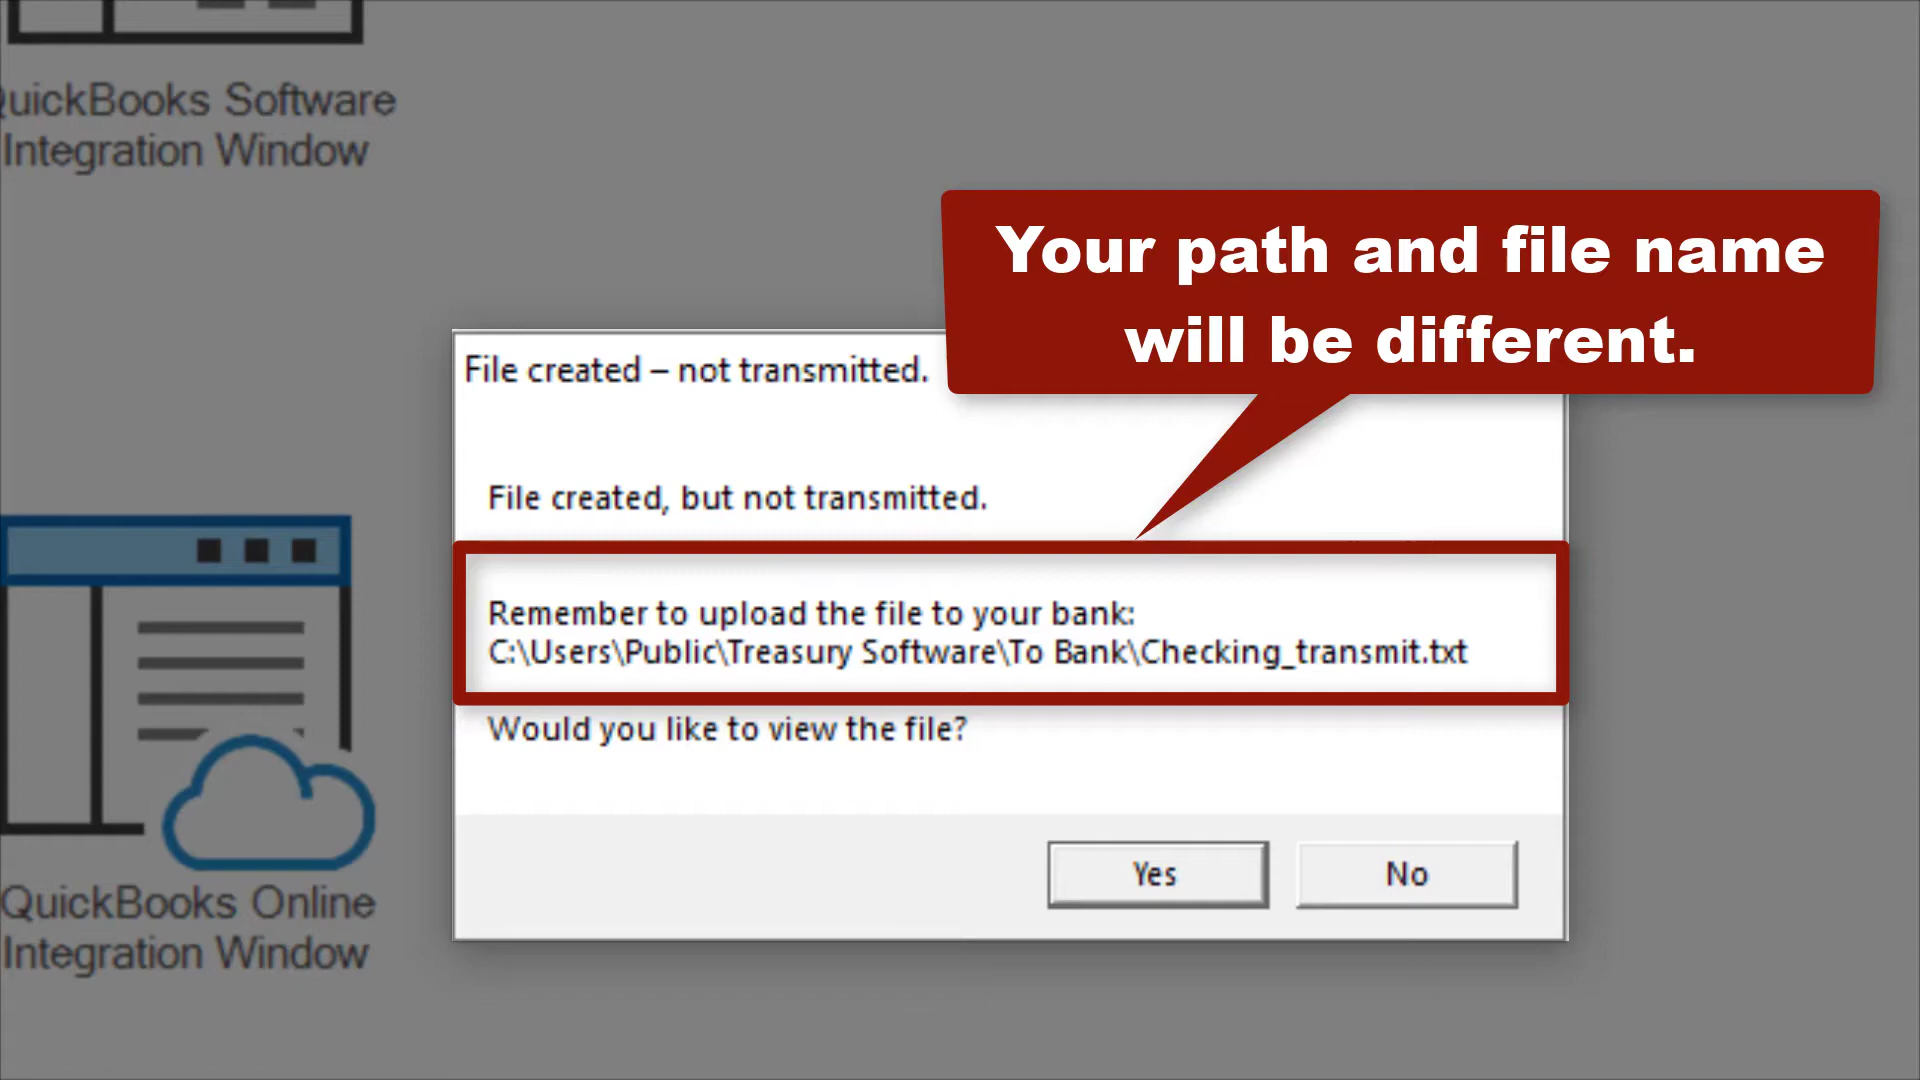 QuickBooks Software
Integration Window
Your path and file name
will be different.
File created – not transmitted.
File created, but not transmitted.
Remember to upload the file to your bank:
C:\Users\Public\Treasury Software\To Bank\Checking_transmit.txt
Would you like to view the file?
Yes
No
QuickBooks Online
Integration Window